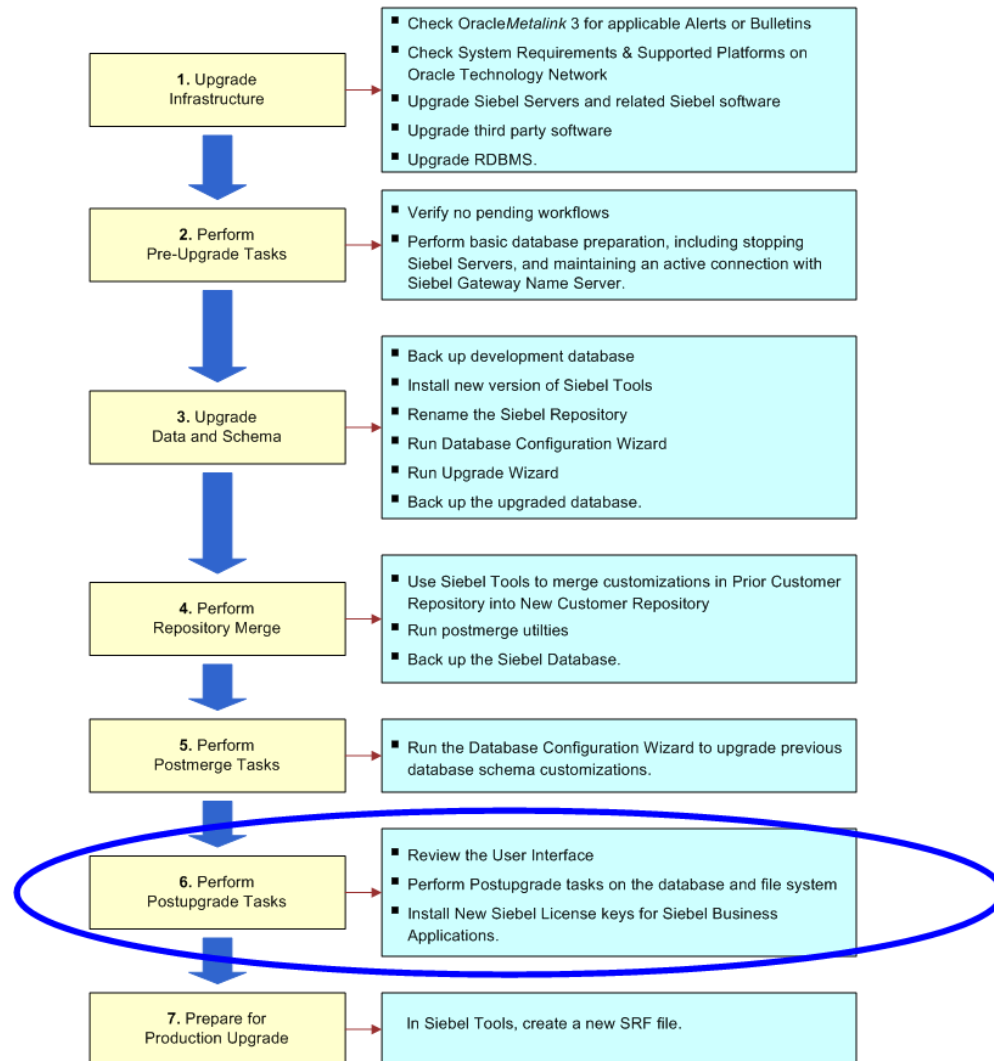 1. Upgrade
Infrastructure
▪ Check OracleMetalink 3 for applicable Alerts or Bulletins
▪ Check System Requirements & Supported Platforms on
Oracle Technology Network
▪ Upgrade Siebel Servers and related Siebel software
▪ Upgrade third party software
▪ Upgrade RDBMS.
2. Perform
Pre-Upgrade Tasks
▪ Verify no pending workflows
▪ Perform basic database preparation, including stopping
Siebel Servers, and maintaining an active connection with
Siebel Gateway Name Server.
3. Upgrade
Data and Schema
▪ Back up development database
▪ Install new version of Siebel Tools
▪ Rename the Siebel Repository
▪ Run Database Configuration Wizard
▪ Run Upgrade Wizard
▪ Back up the upgraded database.
4. Perform
Repository Merge
▪ Use Siebel Tools to merge customizations in Prior Customer
Repository into New Customer Repository
▪ Run postmerge utilties
▪ Back up the Siebel Database.
5. Perform
Postmerge Tasks
▪ Run the Database Configuration Wizard to upgrade previous
database schema customizations.
6. Perform
Postupgrade Tasks
▪ Review the User Interface
▪ Perform Postupgrade tasks on the database and file system
▪ Install New Siebel License keys for Siebel Business
Applications.
7. Prepare for
Production Upgrade
In Siebel Tools, create a new SRF file.